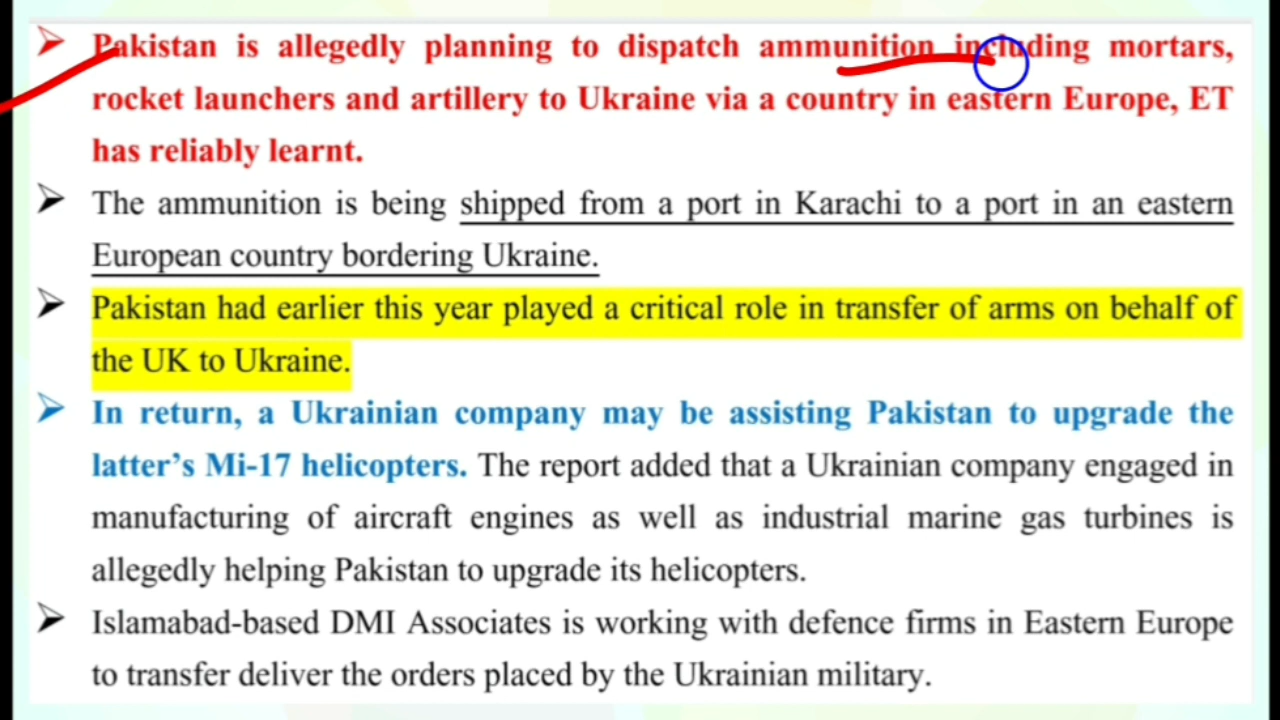 Pakistan is allegedly planning to dispatch ammunition including mortars,
rocket launchers and artillery to Ukraine via a country in eastern Europe, ET
has reliably learnt.
The ammunition is being shipped from a port in Karachi to a port in an eastern
European country bordering Ukraine.
Pakistan had earlier this year played a critical role in transfer of arms on behalf of
the UK to Ukraine.
In return, a Ukrainian company may be assisting Pakistan to upgrade the
latter’s Mi-17 helicopters. The report added that a Ukrainian company engaged in
manufacturing of aircraft engines as well as industrial marine gas turbines is
allegedly helping Pakistan to upgrade its helicopters.
Islamabad-based DMI Associates is working with defence firms in Eastern Europe
to transfer deliver the orders placed by the Ukrainian military.